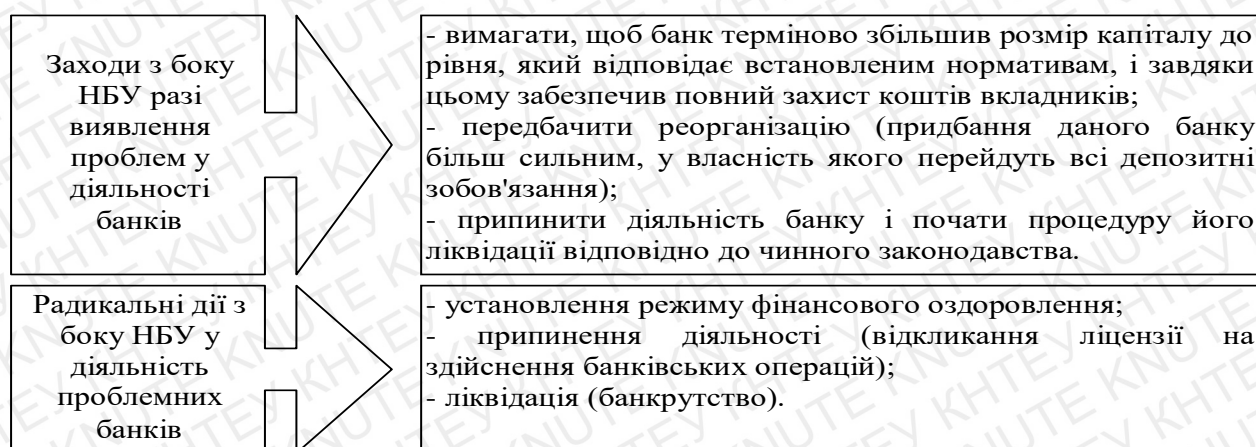 Заходи з боку
НБУ разі
виявлення
проблем у
діяльності
банків
- вимагати, щоб банк терміново збільшив розмір капіталу до
рівня, який відповідає встановленим нормативам, і завдяки
цьому забезпечив повний захист коштів вкладників;
- передбачити реорганізацію (придбання даного банку
більш сильним, у власність якого перейдуть всі депозитні
зобов'язання);
- припинити діяльність банку і почати процедуру його
ліквідації відповідно до чинного законодавства.
Радикальні дії з
боку НБУ у
діяльність
проблемних
банків
- установлення режиму фінансового оздоровлення;
- припинення діяльності (відкликання ліцензії на
здійснення банківських операцій);
- ліквідація (банкрутство).